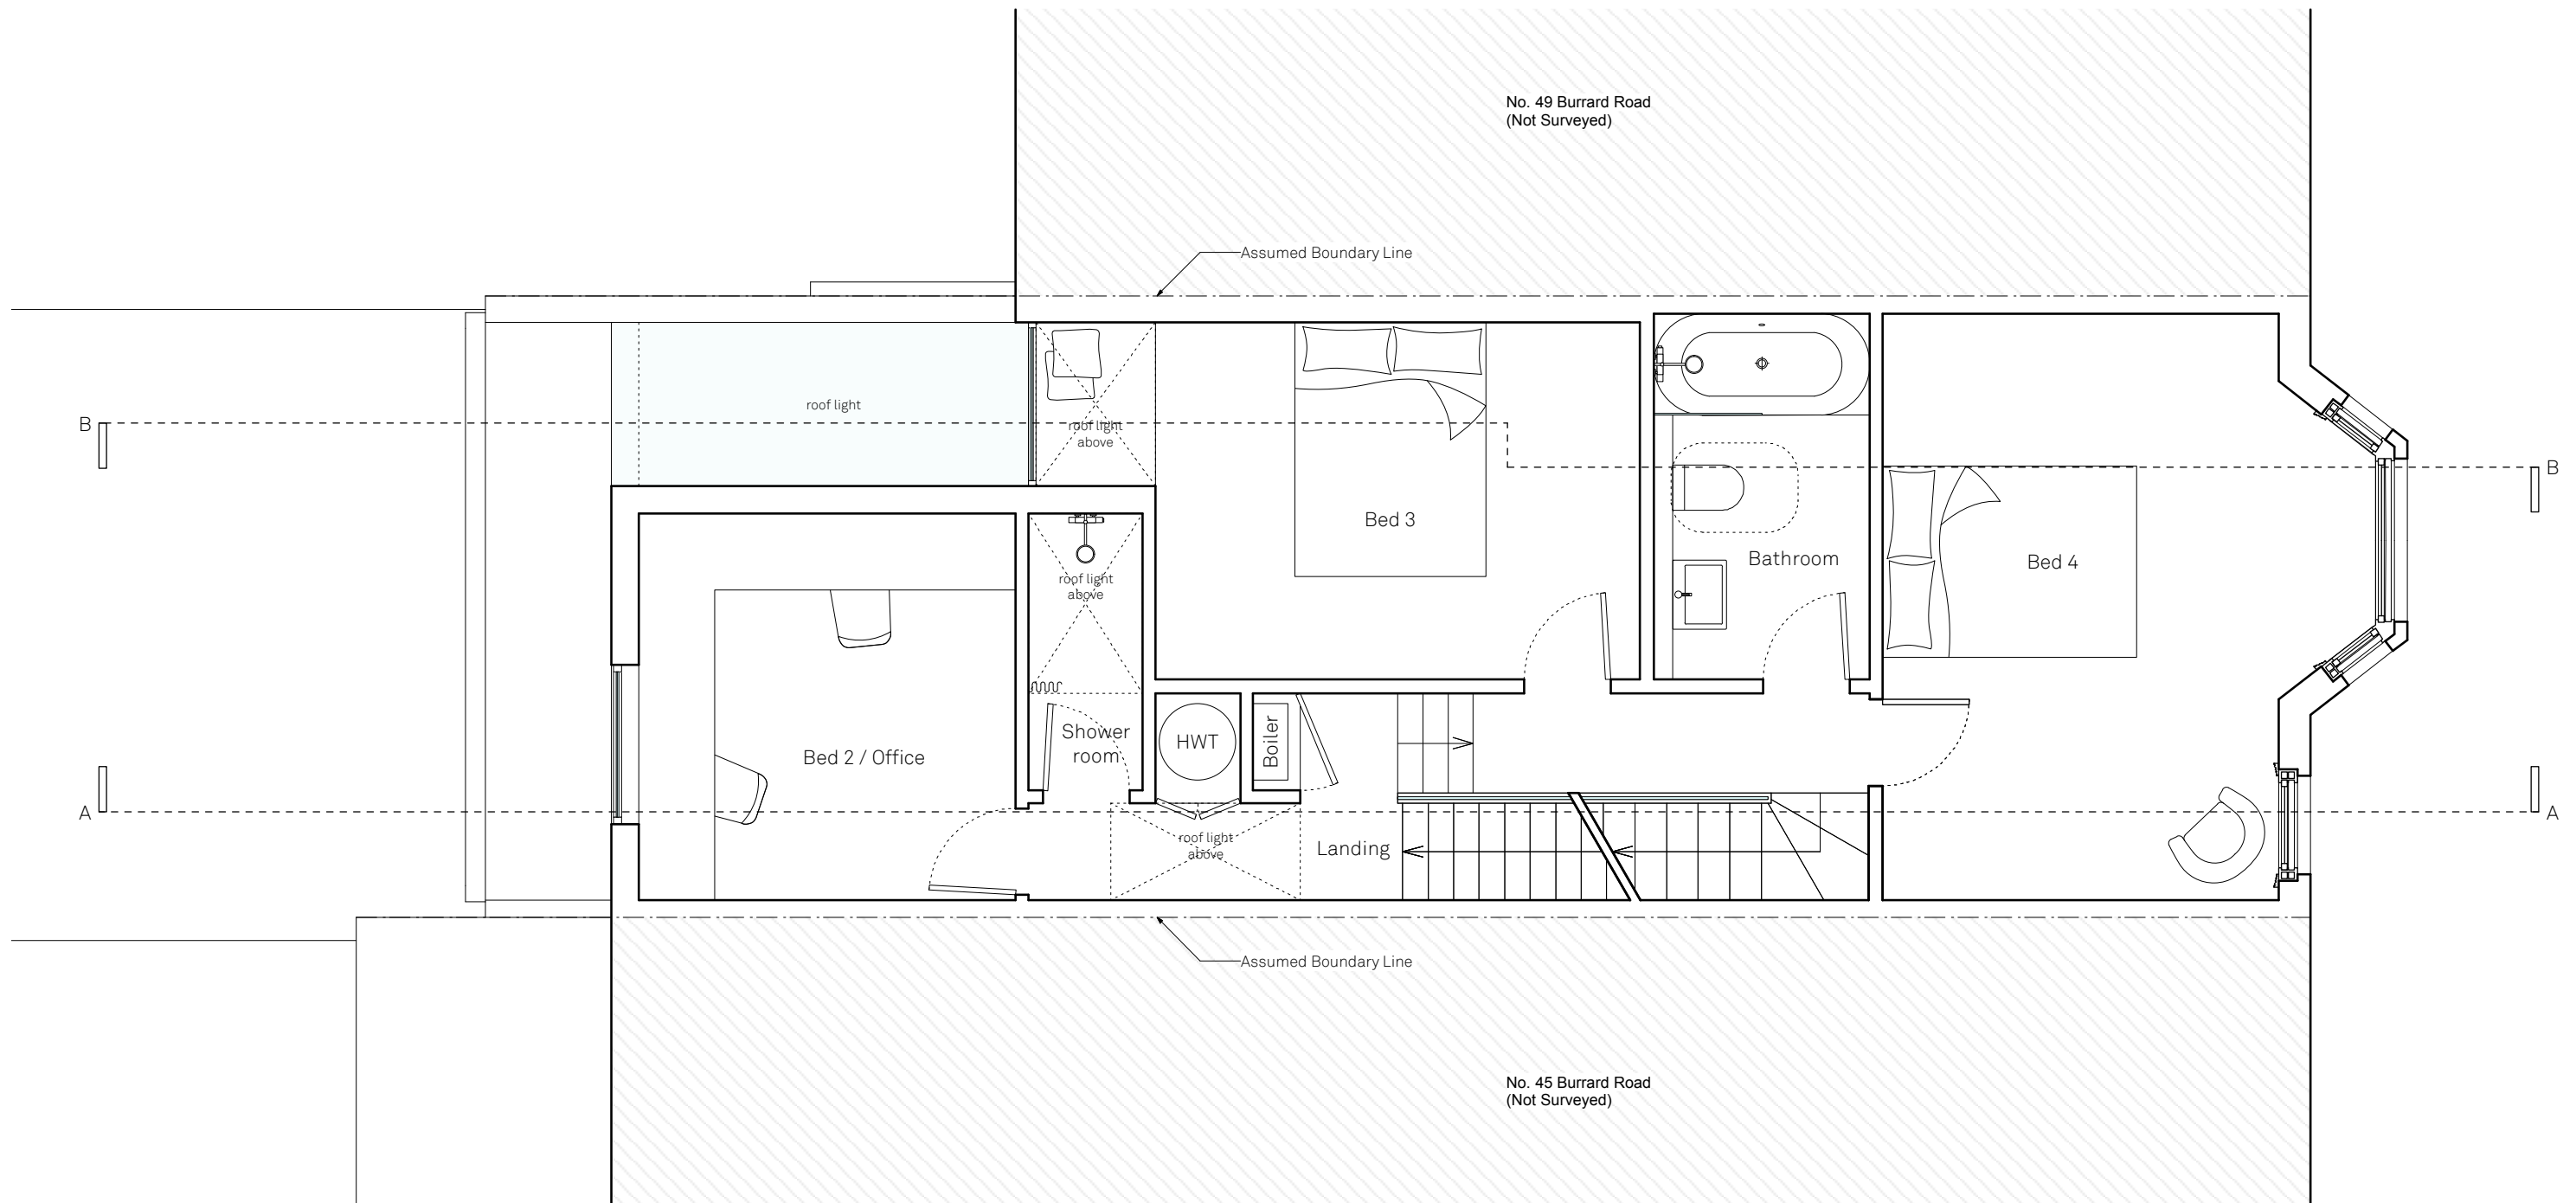 No. 49 Burrard Road
(Not Surveyed)
Assumed Boundary Line
roof light
roof light
above
B
B
Bed 3
Bathroom
Bed 4
roof light
above
Shower
room
HWT
Boiler
Bed 2 / Office
A
A
roof light
above
Landing
Assumed Boundary Line
No. 45 Burrard Road
(Not Surveyed)